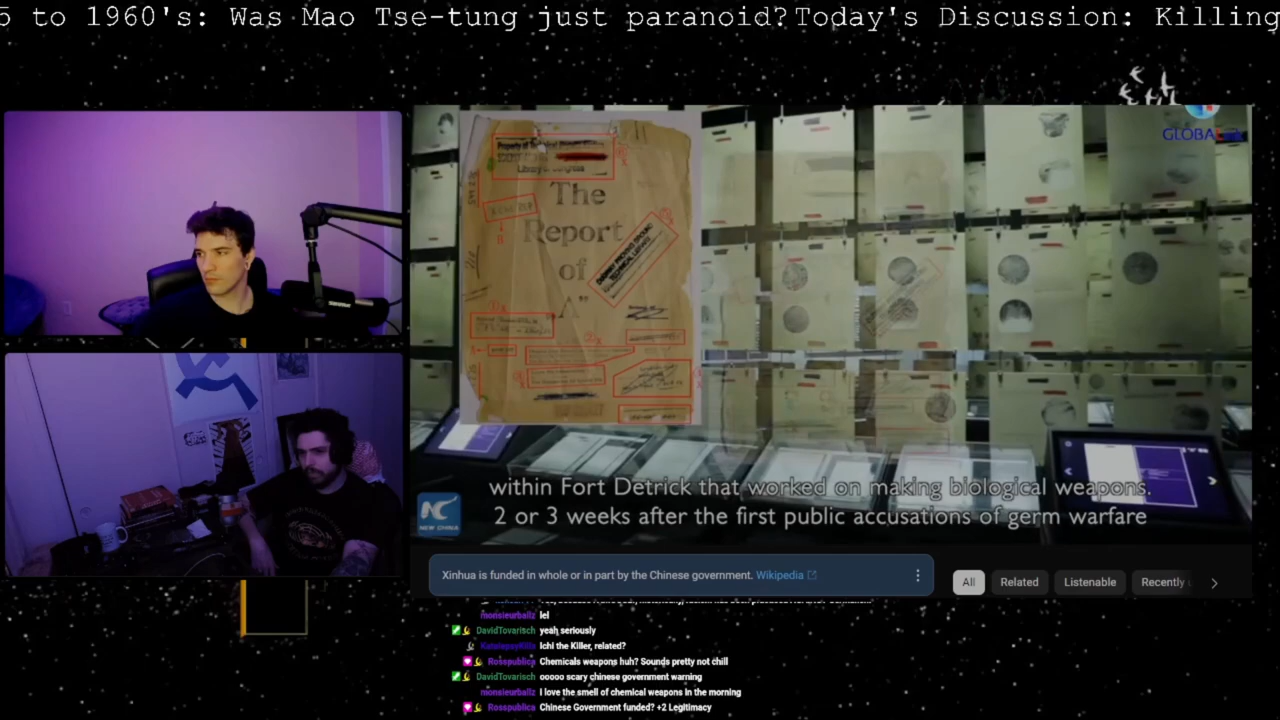 5 to 1960's: Was Mao Tse-tung just paranoid?Today's Discussion: Killing
GLOBALink
The
Report
of
"A"
within Fort Detrick that worked on making biological weapons.
2 or 3 weeks after the first public accusations of germ warfare
NEW CHINA
Xinhua is funded in whole or in part by the Chinese government. Wikipedia
All
Related
Listenable
Recently
monsieurballz lel
DavidTovarisch yeah seriously
Ichi the Killer, related?
Rosspublica Chemicals weapons huh? Sounds pretty not chill
DavidTovarisch ooooo scary chinese government warning
monsieurballz I love the smell of chemical weapons in the morning
Rosspublica Chinese Government funded? +2 Legitimacy